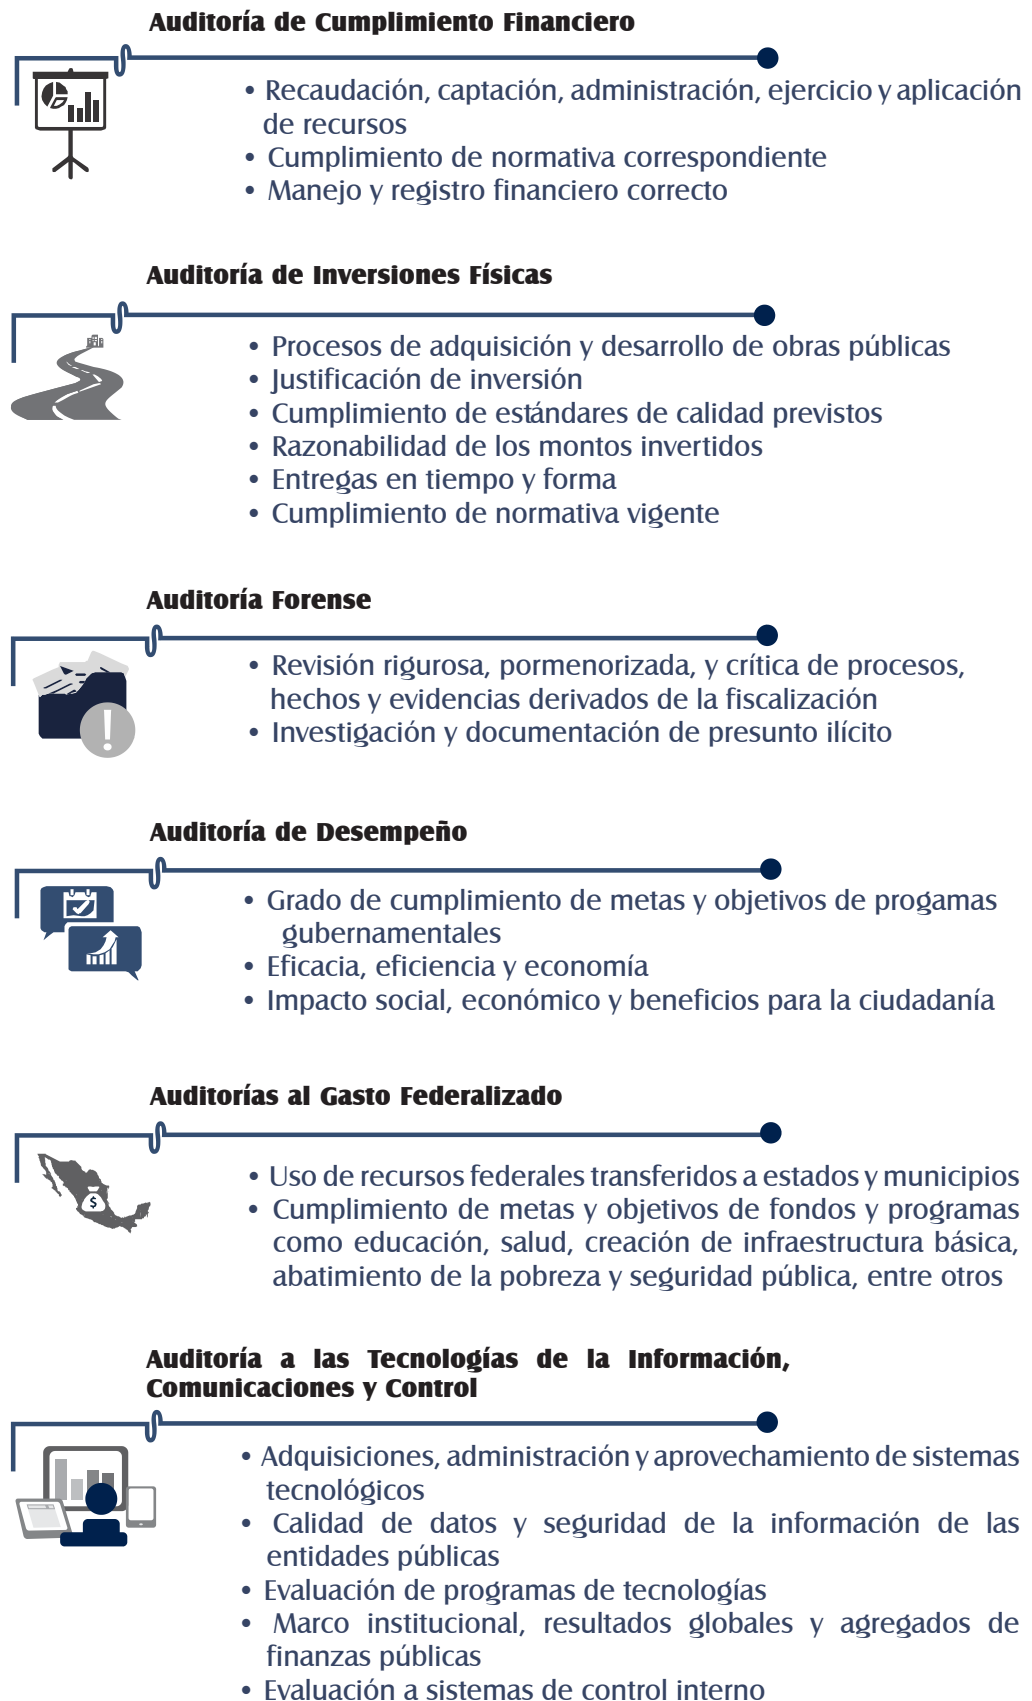 Auditoría de Cumplimiento Financiero
• Recaudación, captación, administración, ejercicio y aplicación
de recursos
• Cumplimiento de normativa correspondiente
• Manejo y registro financiero correcto
Auditoría de Inversiones Físicas
• Procesos de adquisición y desarrollo de obras públicas
• Justificación de inversión
• Cumplimiento de estándares de calidad previstos
• Razonabilidad de los montos invertidos
• Entregas en tiempo y forma
• Cumplimiento de normativa vigente
Auditoría Forense
• Revisión rigurosa, pormenorizada, y crítica de procesos,
hechos y evidencias derivados de la fiscalización
• Investigación y documentación de presunto ilícito
Auditoría de Desempeño
• Grado de cumplimiento de metas y objetivos de progamas
gubernamentales
• Eficacia, eficiencia y economía
• Impacto social, económico y beneficios para la ciudadanía
Auditorías al Gasto Federalizado
$
• Uso de recursos federales transferidos a estados y municipios
• Cumplimiento de metas y objetivos de fondos y programas
como educación, salud, creación de infraestructura básica,
abatimiento de la pobreza y seguridad pública, entre otros
Auditoría a las Tecnologías de la Información,
Comunicaciones y Control
• Adquisiciones, administración y aprovechamiento de sistemas
tecnológicos
• Calidad de datos y seguridad de la información de las
entidades públicas
• Evaluación de programas de tecnologías
• Marco institucional, resultados globales y agregados de
finanzas públicas
• Evaluación a sistemas de control interno